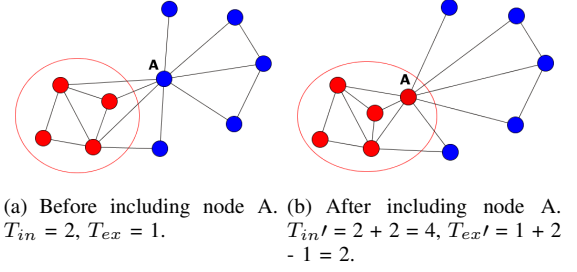 A
A
(a) Before including node A.
T_in = 2, T_ex = 1.
(b) After including node A.
T_in′ = 2 + 2 = 4, T_ex′ = 1 + 2
- 1 = 2.